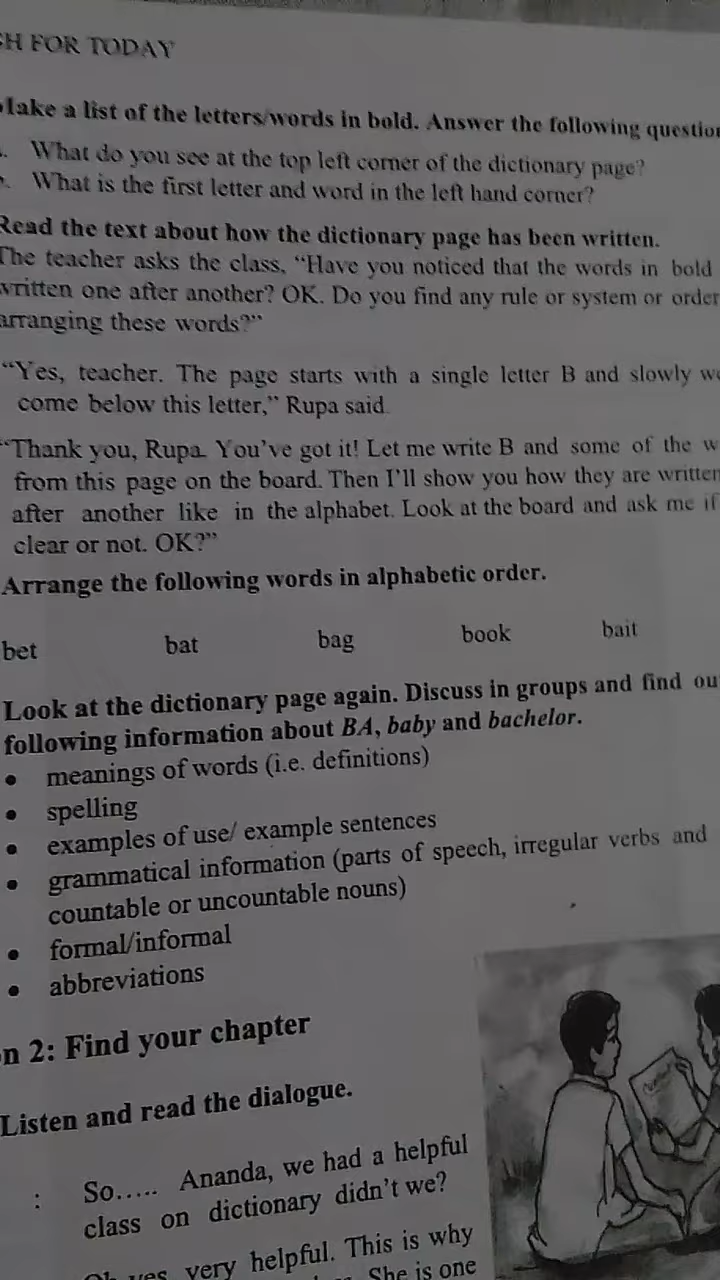 H FOR TODAY
Make a list of the letters/words in bold. Answer the following question
What do you see at the top left corner of the dictionary page?
What is the first letter and word in the left hand corner?
Read the text about how the dictionary page has been written.
The teacher asks the class, “Have you noticed that the words in bold
written one after another? OK. Do you find any rule or system or order
arranging these words?”
“Yes, teacher. The page starts with a single letter B and slowly
come below this letter,” Rupa said.
“Thank you, Rupa. You’ve got it! Let me write B and some of the w
from this page on the board. Then I’ll show you how they are written
after another like in the alphabet. Look at the board and ask me if
clear or not. OK?”
Arrange the following words in alphabetic order.
bet bat bag book bait
Look at the dictionary page again. Discuss in groups and find ou
following information about BA, baby and bachelor.
• meanings of words (i.e. definitions)
• spelling
• examples of use/ example sentences
• grammatical information (parts of speech, irregular verbs and
countable or uncountable nouns)
• formal/informal
• abbreviations
n 2: Find your chapter
Listen and read the dialogue.
: So..... Ananda, we had a helpful
class on dictionary didn’t we?
yes very helpful. This is why
She is one